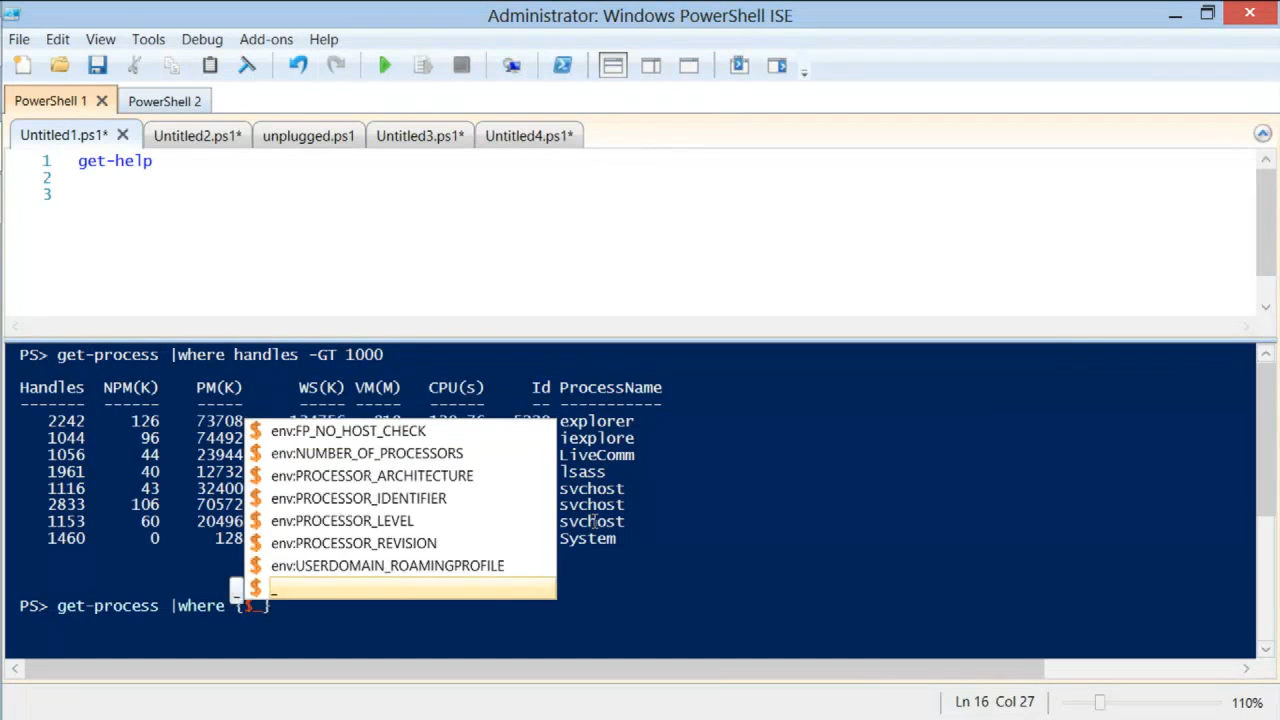 Administrator: Windows PowerShell ISE
File Edit View Tools Debug Add-ons Help
PowerShell 1 PowerShell 2
Untitled1.ps1* Untitled2.ps1* unplugged.ps1 Untitled3.ps1* Untitled4.ps1*
1 get-help
2
3
PS> get-process |where handles -GT 1000
Handles NPM(K) PM(K) WS(K) VM(M) CPU(s) Id ProcessName
------- ------ ----- ----- ----- ------ -- -----------
2242 126 73708 explorer
1044 96 74492 iexplore
1056 44 23944 LiveComm
1961 40 12732 lsass
1116 43 32400 svchost
2833 106 70572 svchost
1153 60 20496 svchost
1460 0 128 System
env:FP_NO_HOST_CHECK
env:NUMBER_OF_PROCESSORS
env:PROCESSOR_ARCHITECTURE
env:PROCESSOR_IDENTIFIER
env:PROCESSOR_LEVEL
env:PROCESSOR_REVISION
env:USERDOMAIN_ROAMINGPROFILE
_
PS> get-process |where {$_}
Ln 16 Col 27 110%